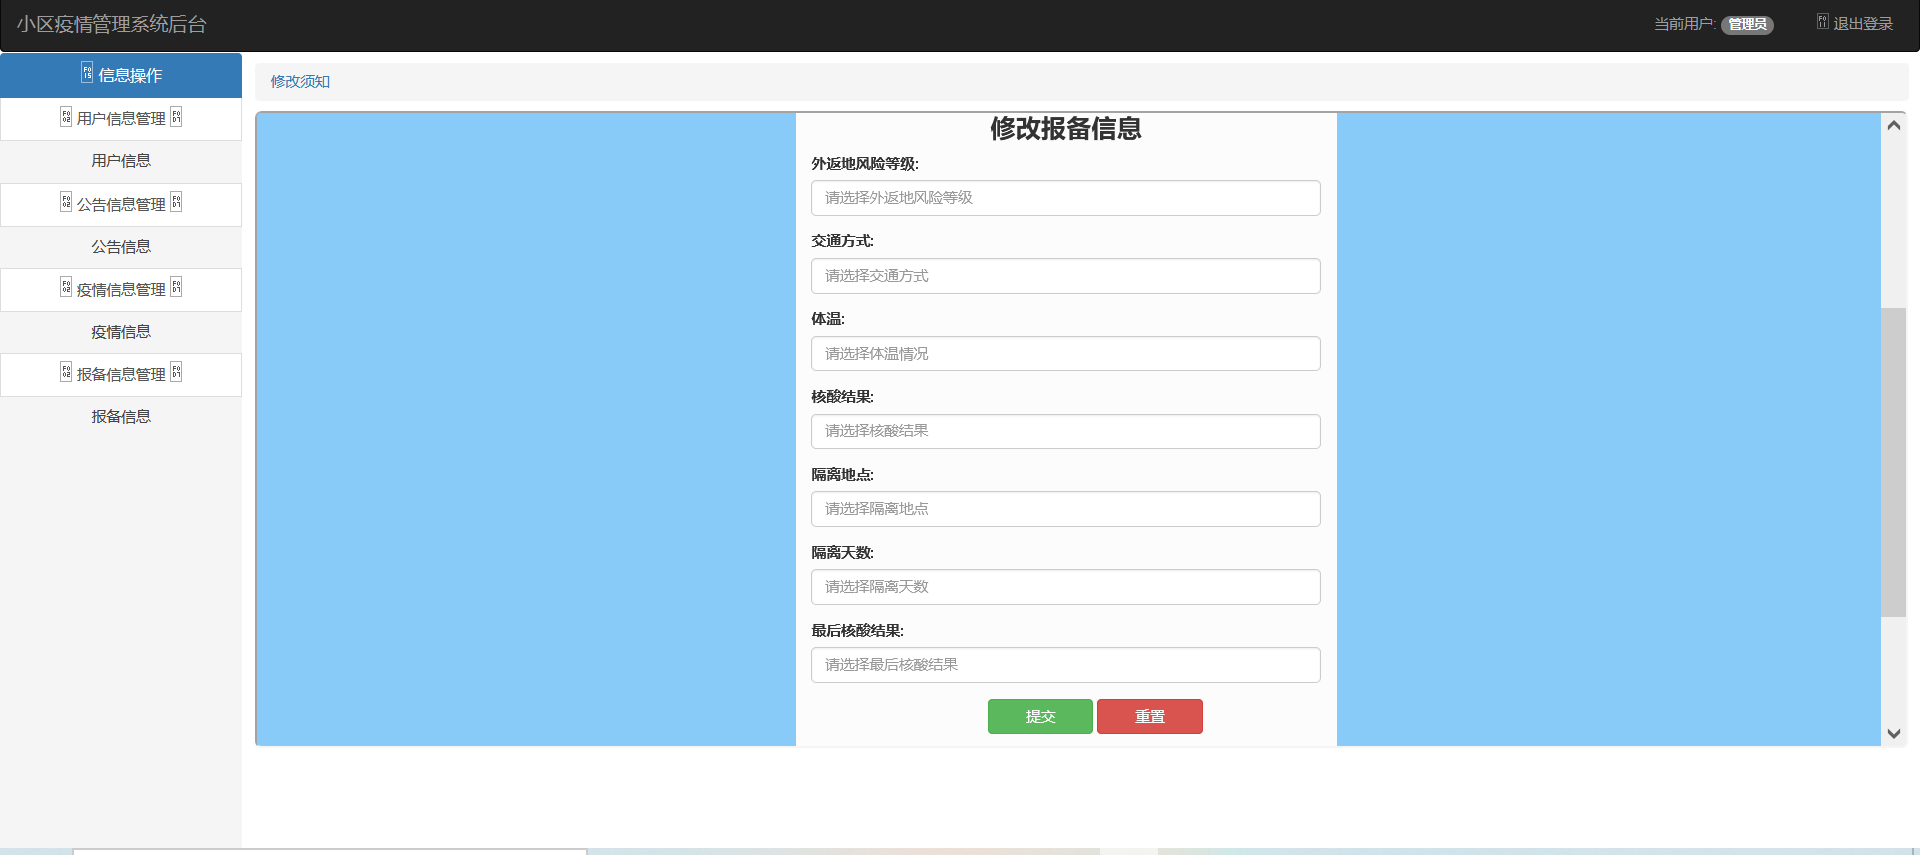 小区疫情管理系统后台
当前用户: 管理员
退出登录
信息操作
用户信息管理
用户信息
公告信息管理
公告信息
疫情信息管理
疫情信息
报备信息管理
报备信息
修改须知
修改报备信息
外返地风险等级:
请选择外返地风险等级
交通方式:
请选择交通方式
体温:
请选择体温情况
核酸结果:
请选择核酸结果
隔离地点:
请选择隔离地点
隔离天数:
请选择隔离天数
最后核酸结果:
请选择最后核酸结果
提交 重置